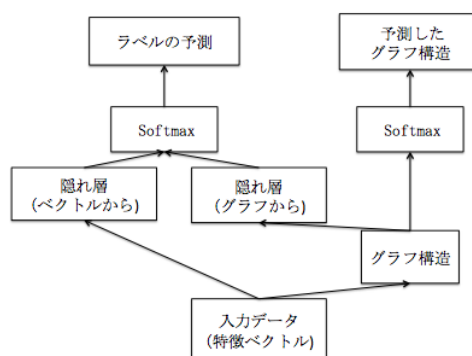 ラベルの予測
予測した
グラフ構造
Softmax
Softmax
隠れ層
(ベクトルから)
隠れ層
(グラフから)
グラフ構造
入力データ
(特徴ベクトル)